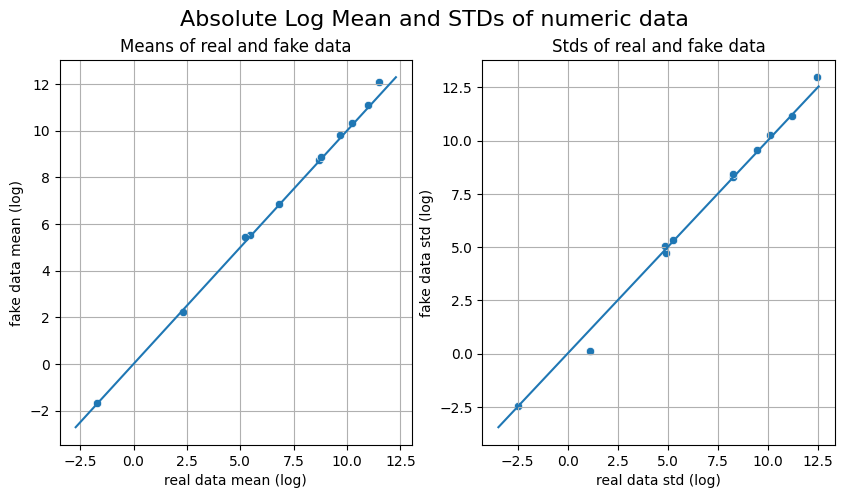 Absolute Log Mean and STDs of numeric data
Means of real and fake data
fake data mean (log)
12
10
8
6
4
2
0
−2
−2.5 0.0 2.5 5.0 7.5 10.0 12.5
real data mean (log)
Stds of real and fake data
fake data std (log)
12.5
10.0
7.5
5.0
2.5
0.0
−2.5
−2.5 0.0 2.5 5.0 7.5 10.0 12.5
real data std (log)